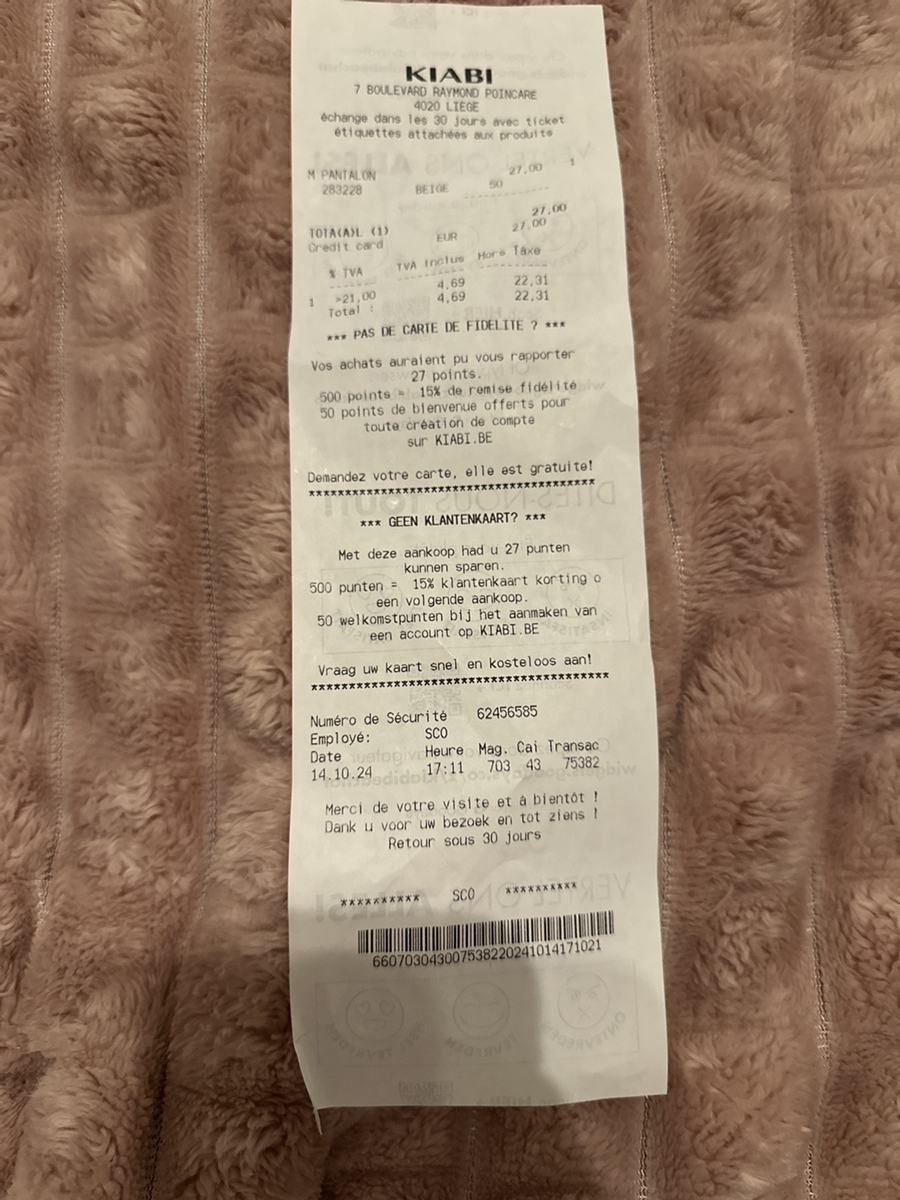 KIABI
7 BOULEVARD RAYMOND POINCARE
4020 LIEGE
échange dans les 30 jours avec ticket
étiquettes attachées aux produits
M PANTALON 27,00 1
283228 BEIGE 50
TOTA(A)L (1) 27,00
Credit card EUR 27,00
% TVA TVA Inclus Hors Taxe
1 >21,00 4,69 22,31
Total : 4,69 22,31
*** PAS DE CARTE DE FIDELITE ? ***
Vos achats auraient pu vous rapporter
27 points.
500 points = 15% de remise fidélité
50 points de bienvenue offerts pour
toute création de compte
sur KIABI.BE
Demandez votre carte, elle est gratuite!
****************************************
*** GEEN KLANTENKAART? ***
Met deze aankoop had u 27 punten
kunnen sparen.
500 punten = 15% klantenkaart korting o
een volgende aankoop.
50 welkomstpunten bij het aanmaken van
een account op KIABI.BE
Vraag uw kaart snel en kosteloos aan!
****************************************
Numéro de Sécurité 62456585
Employé: SCO
Date Heure Mag. Cai Transac
14.10.24 17:11 703 43 75382
Merci de votre visite et à bientôt !
Dank u voor uw bezoek en tot ziens !
Retour sous 30 jours
********** SCO **********
660703043007538220241014171021